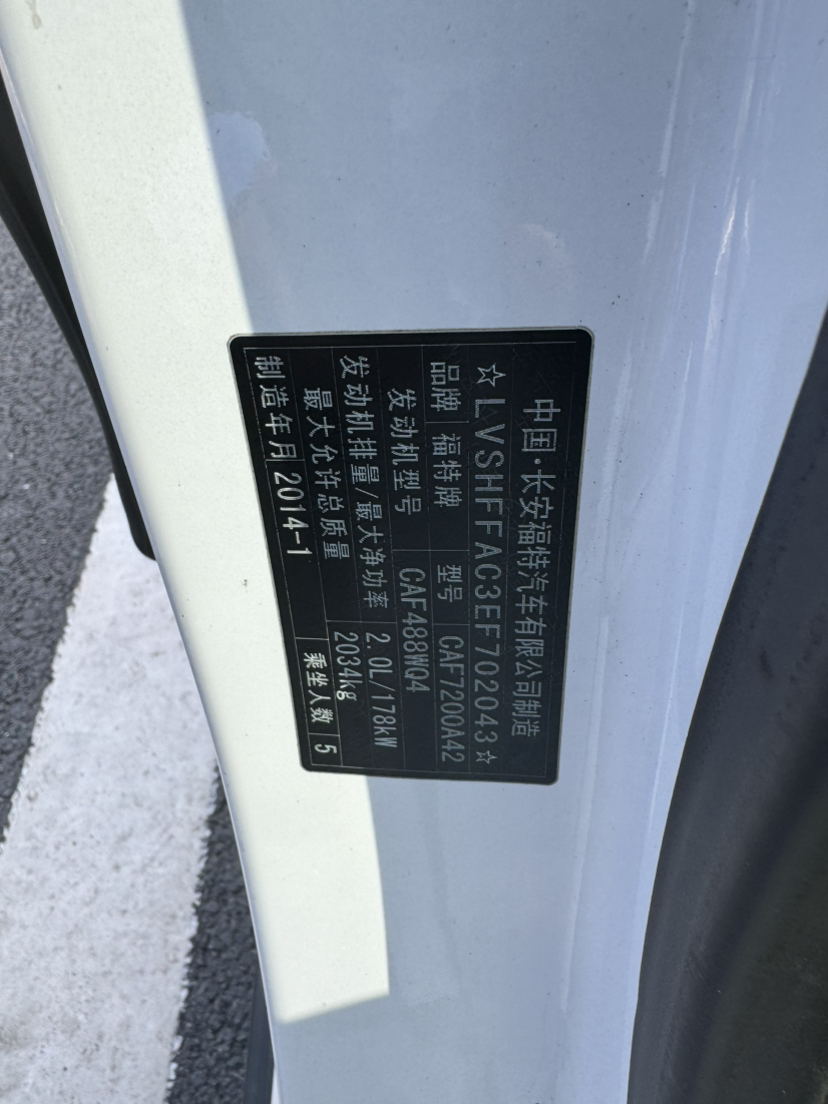 中国·长安福特汽车有限公司制造
☆LVSHFFAC3EF702043☆
品牌 福特牌 型号 CAF7200A42
发动机型号 CAF488WQ4
发动机排量/最大净功率 2.0L/178kW
最大允许总质量 2034kg
制造年月 2014-1 乘坐人数 5